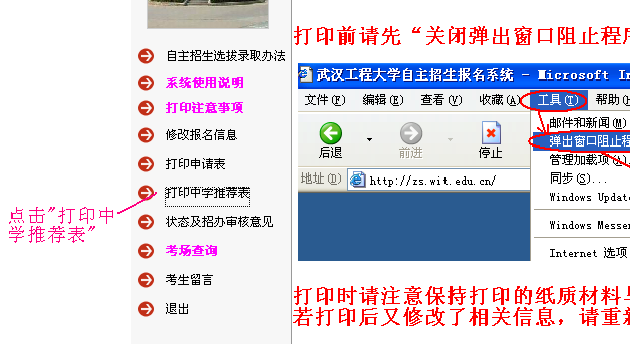 打印前请先“关闭弹出窗口阻止程
自主招生选拔录取办法
系统使用说明
打印注意事项
修改报名信息
打印申请表
打印中学推荐表
状态及招办审核意见
考场查询
考生留言
退出
点击"打印中
学推荐表"
武汉工程大学自主招生报名系统 - Microsoft In
文件(F) 编辑(E) 查看(V) 收藏(A) 工具(T) 帮助(H
后退 前进 停止
地址(D) http://zs.wit.edu.cn/
邮件和新闻(M)
弹出窗口阻止程
管理加载项(A)
同步(S)...
Windows Updat
Windows Messe
Internet 选项
打印时请注意保持打印的纸质材料与
若打印后又修改了相关信息，请重新